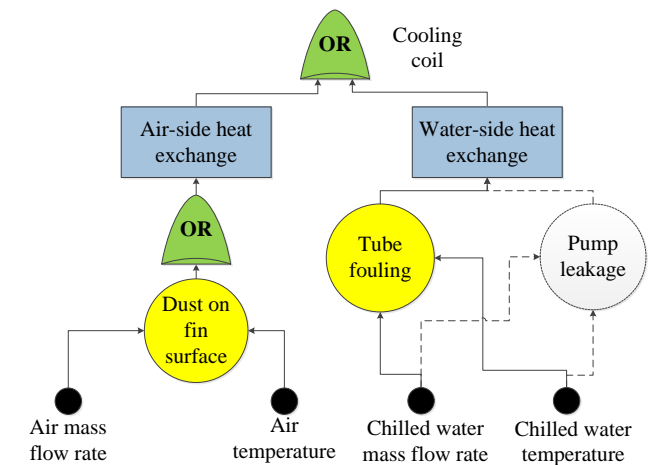 OR
Cooling
coil
Air-side heat
exchange
Water-side heat
exchange
OR
Tube
fouling
Pump
leakage
Dust on
fin
surface
Air mass
flow rate
Air
temperature
Chilled water
mass flow rate
Chilled water
temperature